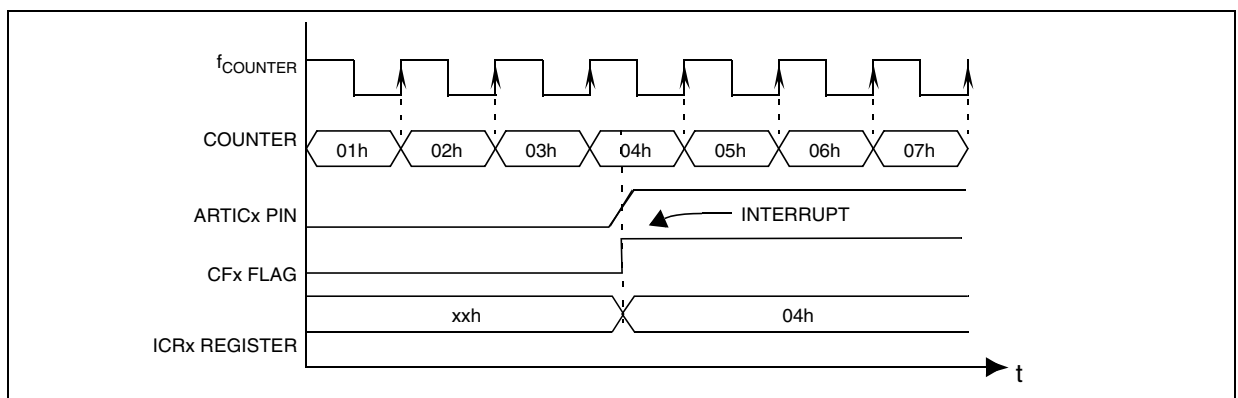 fCOUNTER
COUNTER
01h 02h 03h 04h 05h 06h 07h
ARTICx PIN
INTERRUPT
CFx FLAG
xxh 04h
ICRx REGISTER
t